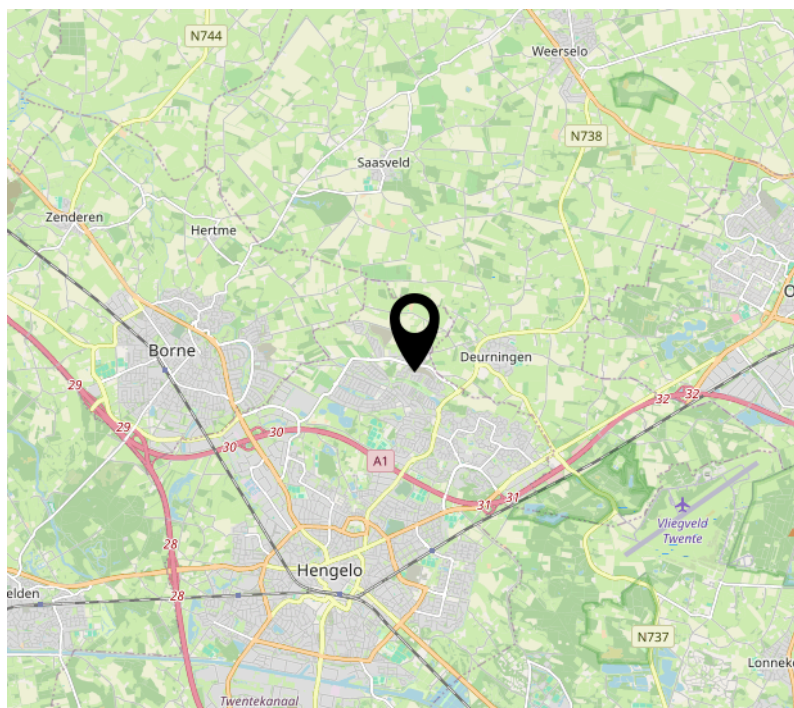 N744
Weerselo
N738
Saasveld
Zenderen
Hertme
O
Borne
Deurningen
29
32
32
29
30
30
A1
31
31
Vliegveld
Twente
28
Hengelo
elden
28
N737
Lonneke
Twentekanaal